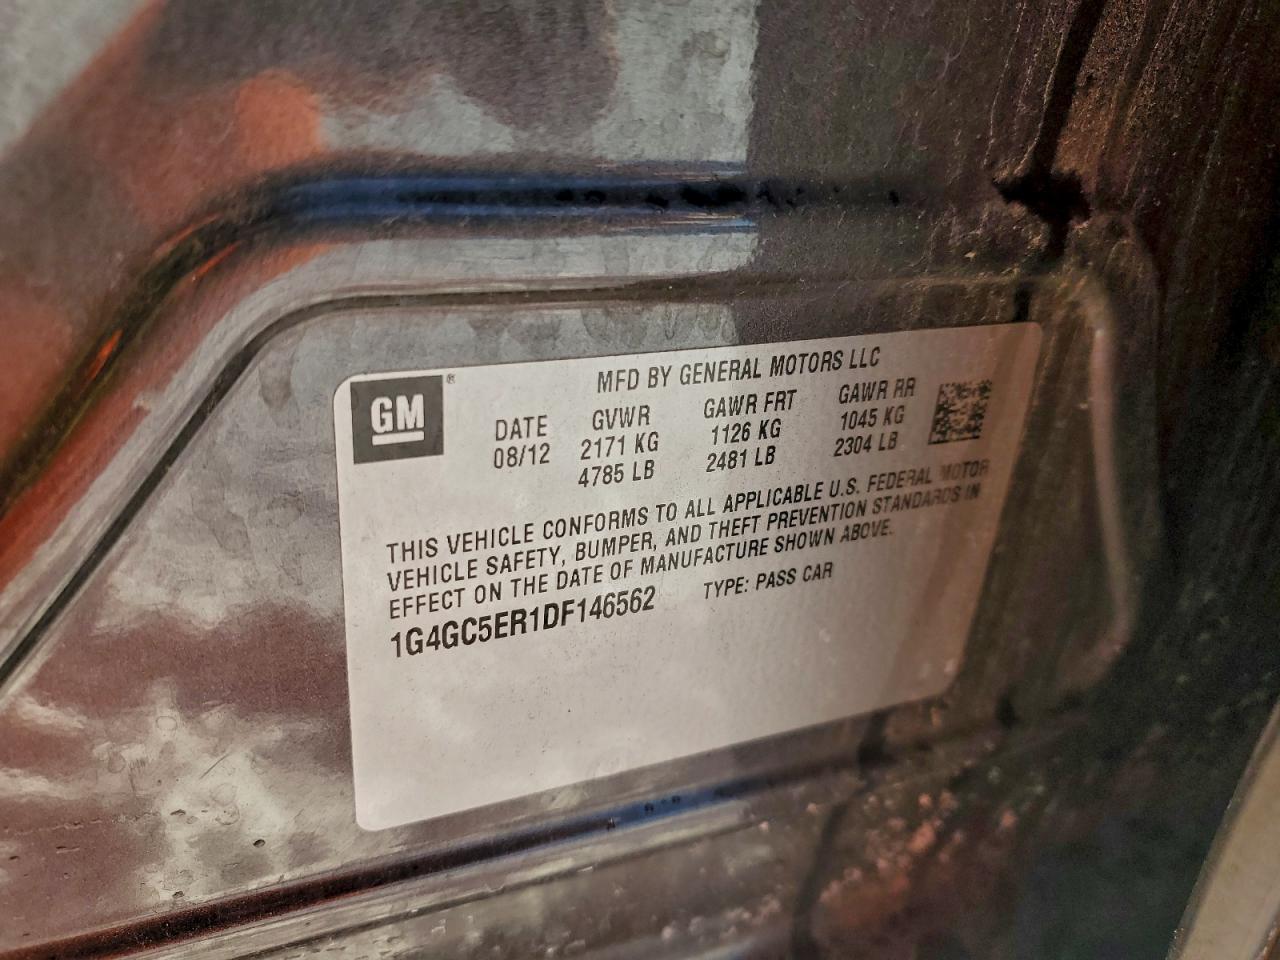 GM®
MFD BY GENERAL MOTORS LLC
DATE GVWR GAWR FRT GAWR RR
08/12 2171 KG 1126 KG 1045 KG
4785 LB 2481 LB 2304 LB
THIS VEHICLE CONFORMS TO ALL APPLICABLE U.S. FEDERAL MOTOR
VEHICLE SAFETY, BUMPER, AND THEFT PREVENTION STANDARDS IN
EFFECT ON THE DATE OF MANUFACTURE SHOWN ABOVE.
1G4GC5ER1DF146562 TYPE: PASS CAR